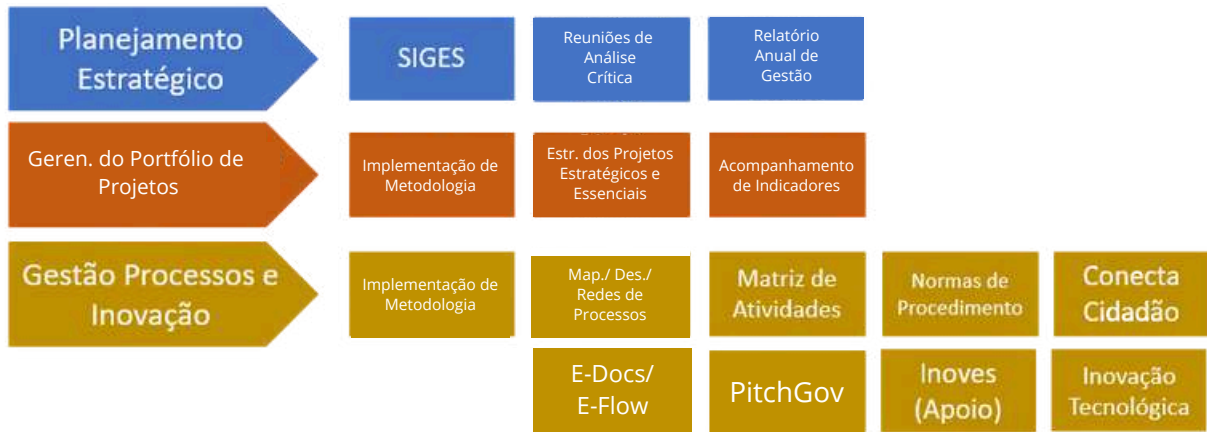 Planejamento
Estratégico
SIGES
Reuniões de
Análise
Crítica
Relatório
Anual de
Gestão
Geren. do Portfólio de
Projetos
Implementação de
Metodologia
Estr. dos Projetos
Estratégicos e
Essenciais
Acompanhamento
de Indicadores
Gestão Processos e
Inovação
Implementação de
Metodologia
Map./ Des./
Redes de
Processos
Matriz de
Atividades
Normas de
Procedimento
Conecta
Cidadão
E-Docs/
E-Flow
PitchGov
Inoves
(Apoio)
Inovação
Tecnológica